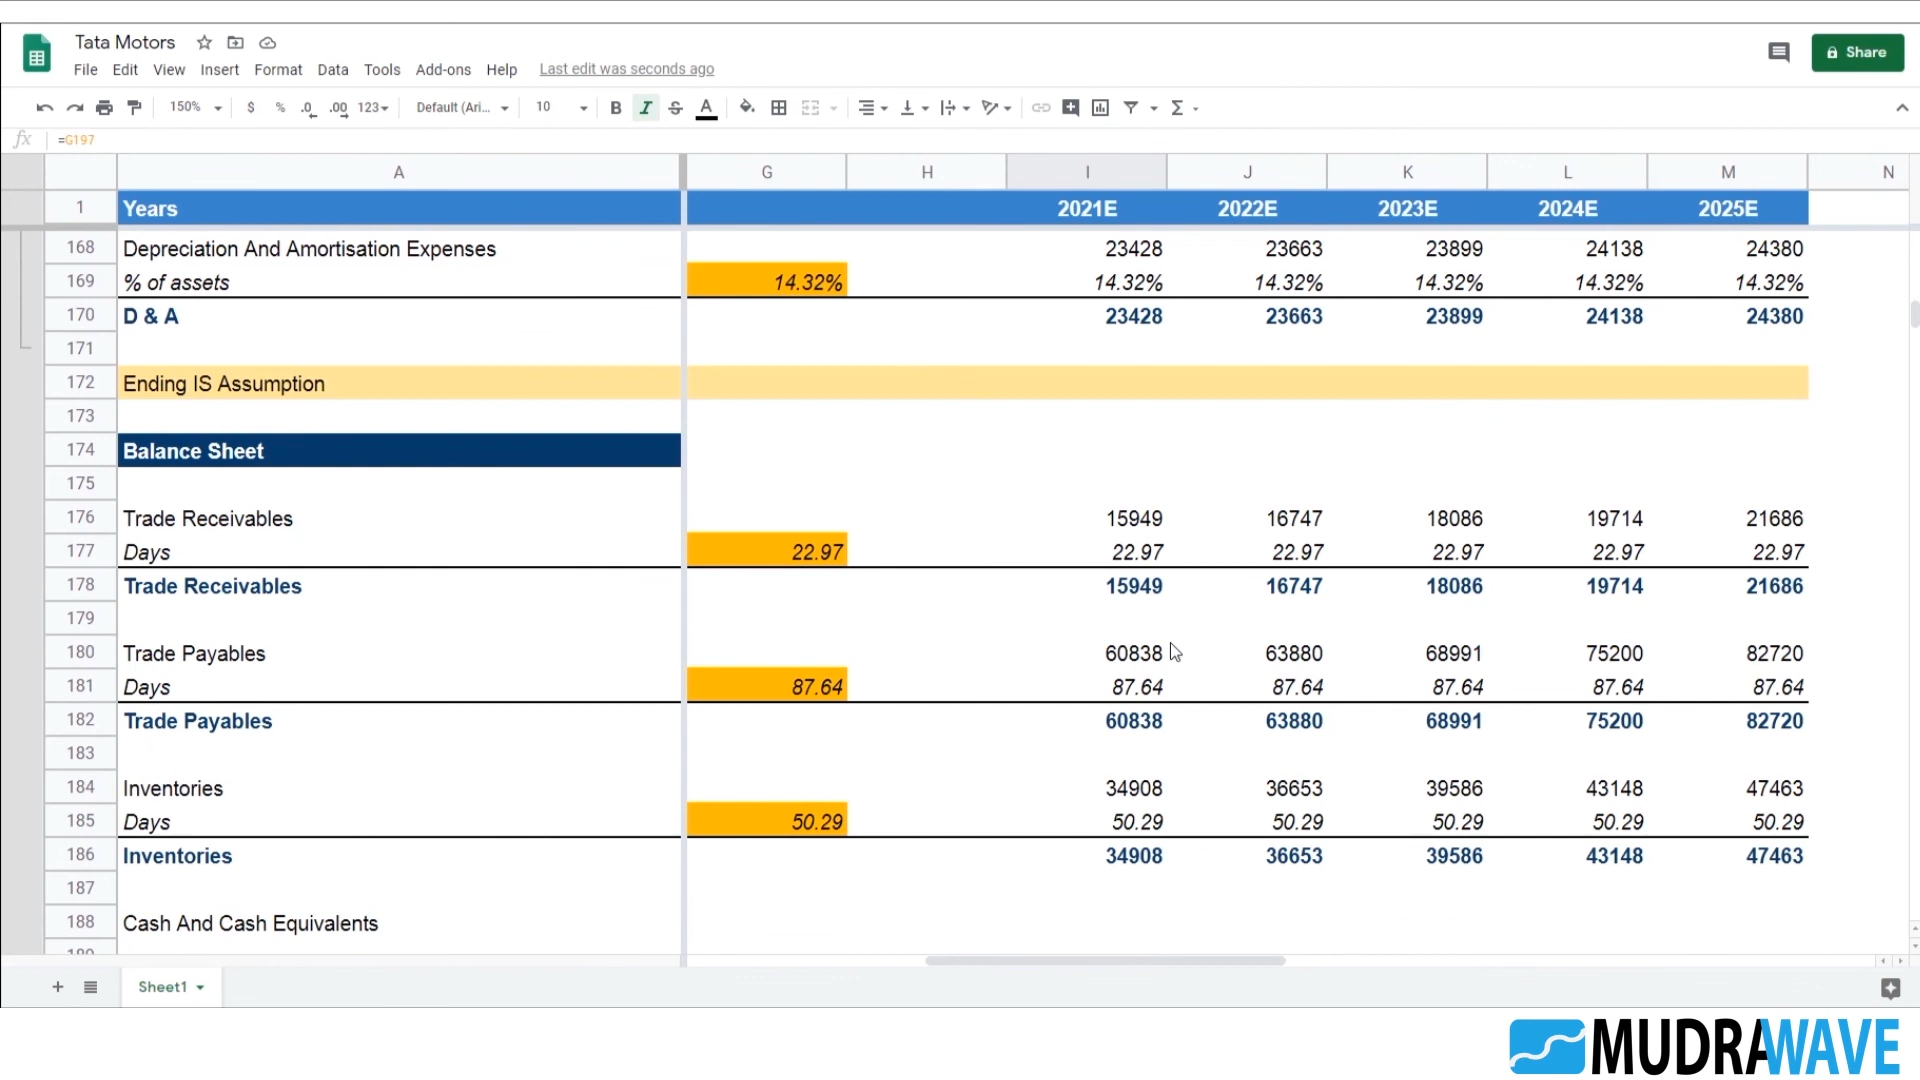 Tata Motors
Share
File Edit View Insert Format Data Tools Add-ons Help Last edit was seconds ago
150% $ % .0 .00 123 Default (Ari... 10 B I S A Σ
fx =G197
A G H I J K L M N
1 Years 2021E 2022E 2023E 2024E 2025E
168 Depreciation And Amortisation Expenses 23428 23663 23899 24138 24380
169 % of assets 14.32% 14.32% 14.32% 14.32% 14.32% 14.32%
170 D & A 23428 23663 23899 24138 24380
171
172 Ending IS Assumption
173
174 Balance Sheet
175
176 Trade Receivables 15949 16747 18086 19714 21686
177 Days 22.97 22.97 22.97 22.97 22.97 22.97
178 Trade Receivables 15949 16747 18086 19714 21686
179
180 Trade Payables 60838 63880 68991 75200 82720
181 Days 87.64 87.64 87.64 87.64 87.64 87.64
182 Trade Payables 60838 63880 68991 75200 82720
183
184 Inventories 34908 36653 39586 43148 47463
185 Days 50.29 50.29 50.29 50.29 50.29 50.29
186 Inventories 34908 36653 39586 43148 47463
187
188 Cash And Cash Equivalents
Sheet1
MUDRAWAVE